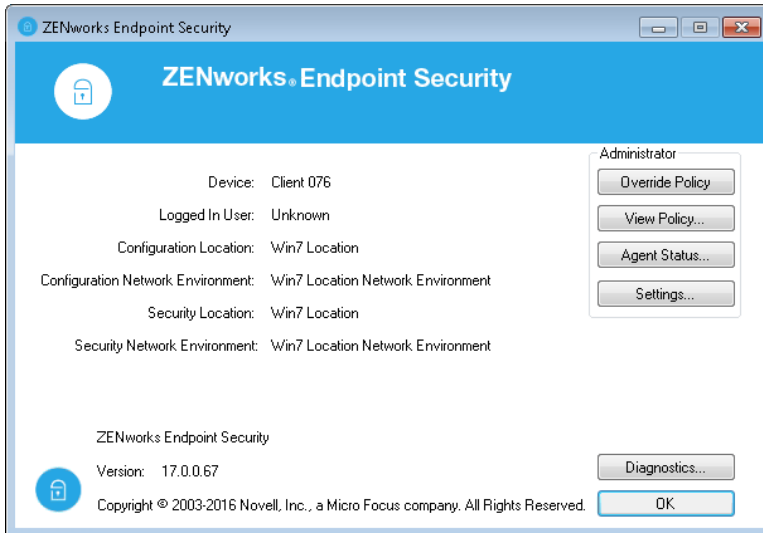 ZENworks Endpoint Security
ZENworks® Endpoint Security
Administrator
Device: Client 076
Override Policy
Logged In User: Unknown
View Policy...
Configuration Location: Win7 Location
Agent Status...
Configuration Network Environment: Win7 Location Network Environment
Settings...
Security Location: Win7 Location
Security Network Environment: Win7 Location Network Environment
ZENworks Endpoint Security
Version: 17.0.0.67
Diagnostics...
Copyright © 2003-2016 Novell, Inc., a Micro Focus company. All Rights Reserved.
OK